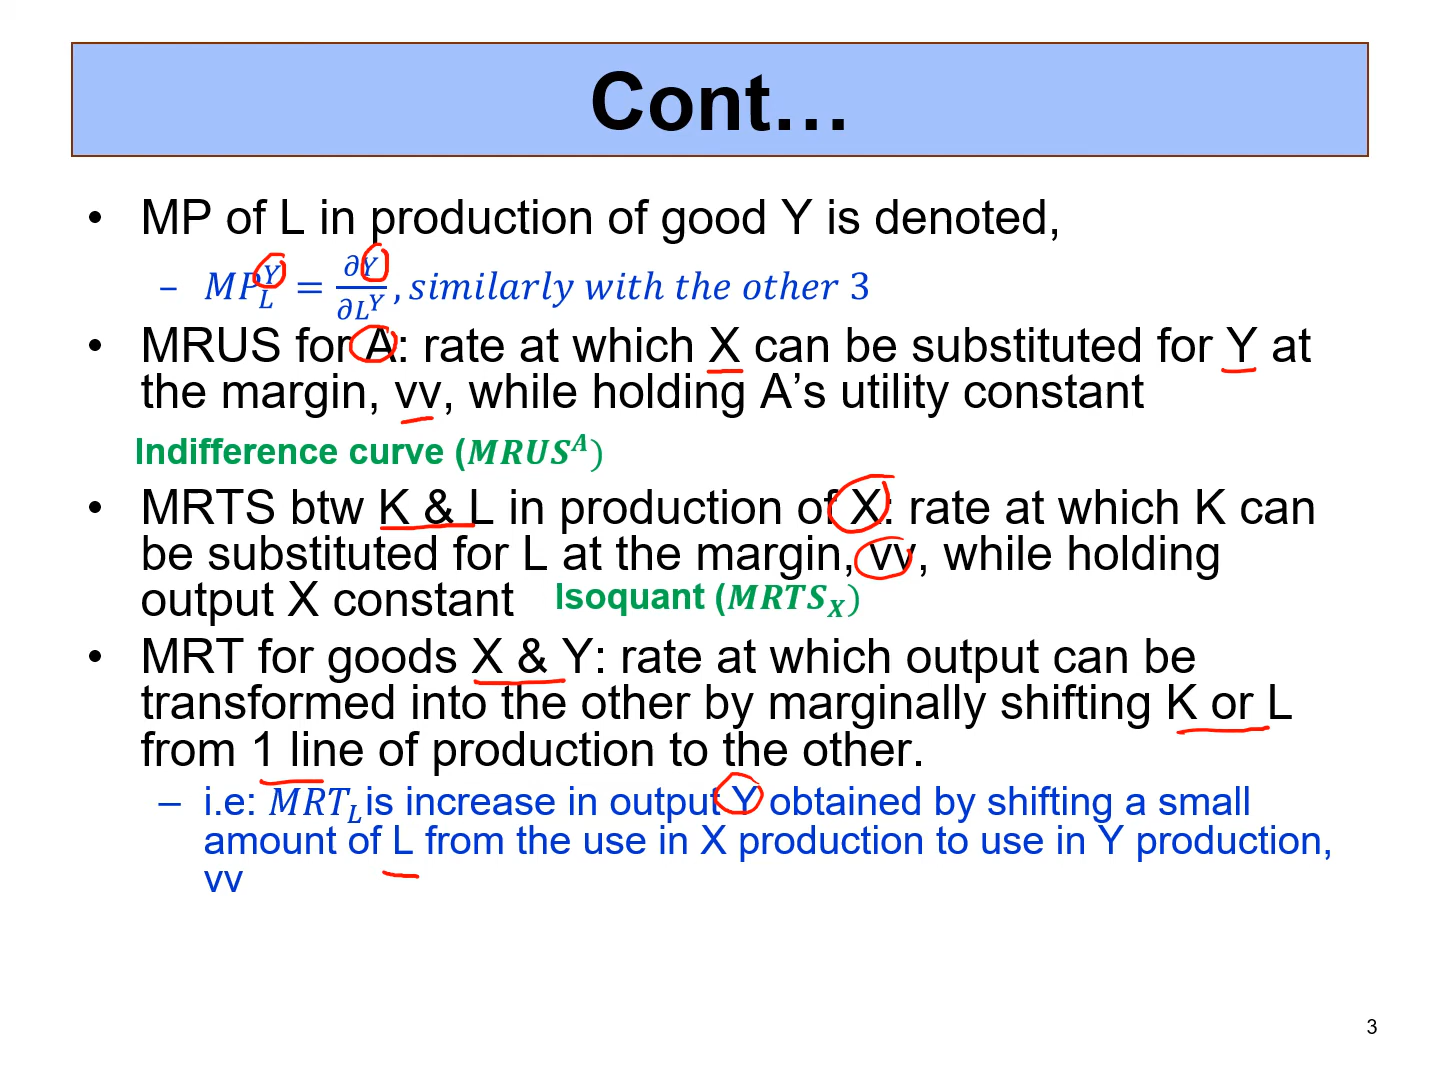 Cont…
• MP of L in production of good Y is denoted,
– MP_L^Y = ∂Y/∂L^Y, similarly with the other 3
• MRUS for A: rate at which X can be substituted for Y at
the margin, vv, while holding A’s utility constant
Indifference curve (MRUS^A)
• MRTS btw K & L in production of X: rate at which K can
be substituted for L at the margin, vv, while holding
output X constant Isoquant (MRTS_X)
• MRT for goods X & Y: rate at which output can be
transformed into the other by marginally shifting K or L
from 1 line of production to the other.
– i.e: MRT_L is increase in output Y obtained by shifting a small
amount of L from the use in X production to use in Y production,
vv
3